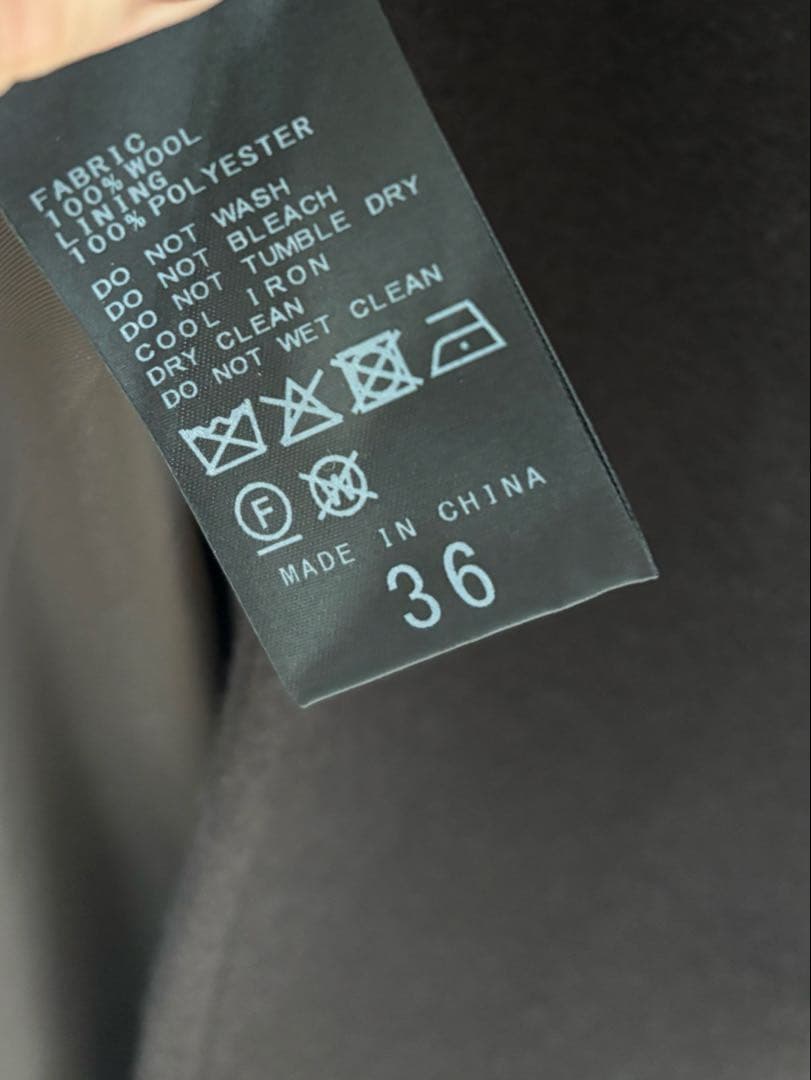 FABRIC
100% WOOL
LINING
100% POLYESTER
DO NOT WASH
DO NOT BLEACH
DO NOT TUMBLE DRY
COOL IRON
DRY CLEAN
DO NOT WET CLEAN
F W
MADE IN CHINA
36